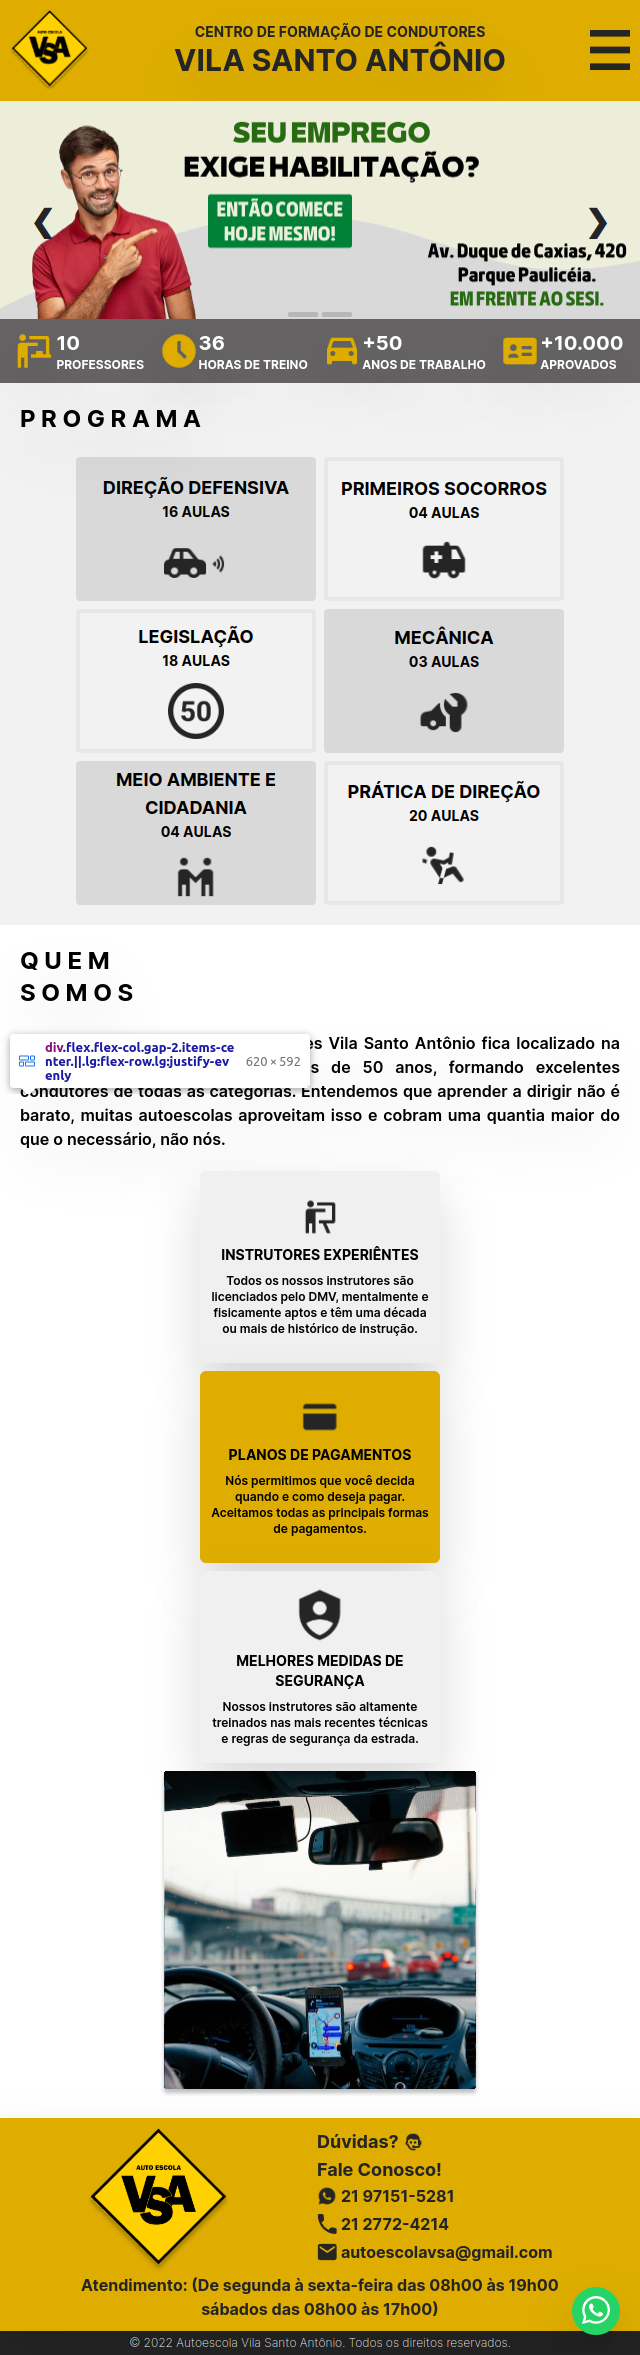 AUTO ESCOLA
VSA
CENTRO DE FORMAÇÃO DE CONDUTORES
VILA SANTO ANTÔNIO
SEU EMPREGO
EXIGE HABILITAÇÃO?
ENTÃO COMECE
HOJE MESMO!
Av. Duque de Caxias, 420
Parque Paulicéia.
EM FRENTE AO SESI.
10
PROFESSORES
36
HORAS DE TREINO
+50
ANOS DE TRABALHO
+10.000
APROVADOS
PROGRAMA
DIREÇÃO DEFENSIVA
16 AULAS
PRIMEIROS SOCORROS
04 AULAS
LEGISLAÇÃO
18 AULAS
50
MECÂNICA
03 AULAS
MEIO AMBIENTE E
CIDADANIA
04 AULAS
PRÁTICA DE DIREÇÃO
20 AULAS
QUEM
SOMOS
div.flex.flex-col.gap-2.items-ce
nter.||.lg:flex-row.lg:justify-ev
enly
620 × 592
Vila Santo Antônio fica localizado na
de 50 anos, formando excelentes
condutores de todas as categorias. Entendemos que aprender a dirigir não é
barato, muitas autoescolas aproveitam isso e cobram uma quantia maior do
que o necessário, não nós.
INSTRUTORES EXPERIÊNTES
Todos os nossos instrutores são
licenciados pelo DMV, mentalmente e
fisicamente aptos e têm uma década
ou mais de histórico de instrução.
PLANOS DE PAGAMENTOS
Nós permitimos que você decida
quando e como deseja pagar.
Aceitamos todas as principais formas
de pagamentos.
MELHORES MEDIDAS DE
SEGURANÇA
Nossos instrutores são altamente
treinados nas mais recentes técnicas
e regras de segurança da estrada.
AUTO ESCOLA
VSA
Dúvidas?
Fale Conosco!
21 97151-5281
21 2772-4214
autoescolavsa@gmail.com
Atendimento: (De segunda à sexta-feira das 08h00 às 19h00
sábados das 08h00 às 17h00)
© 2022 Autoescola Vila Santo Antônio. Todos os direitos reservados.